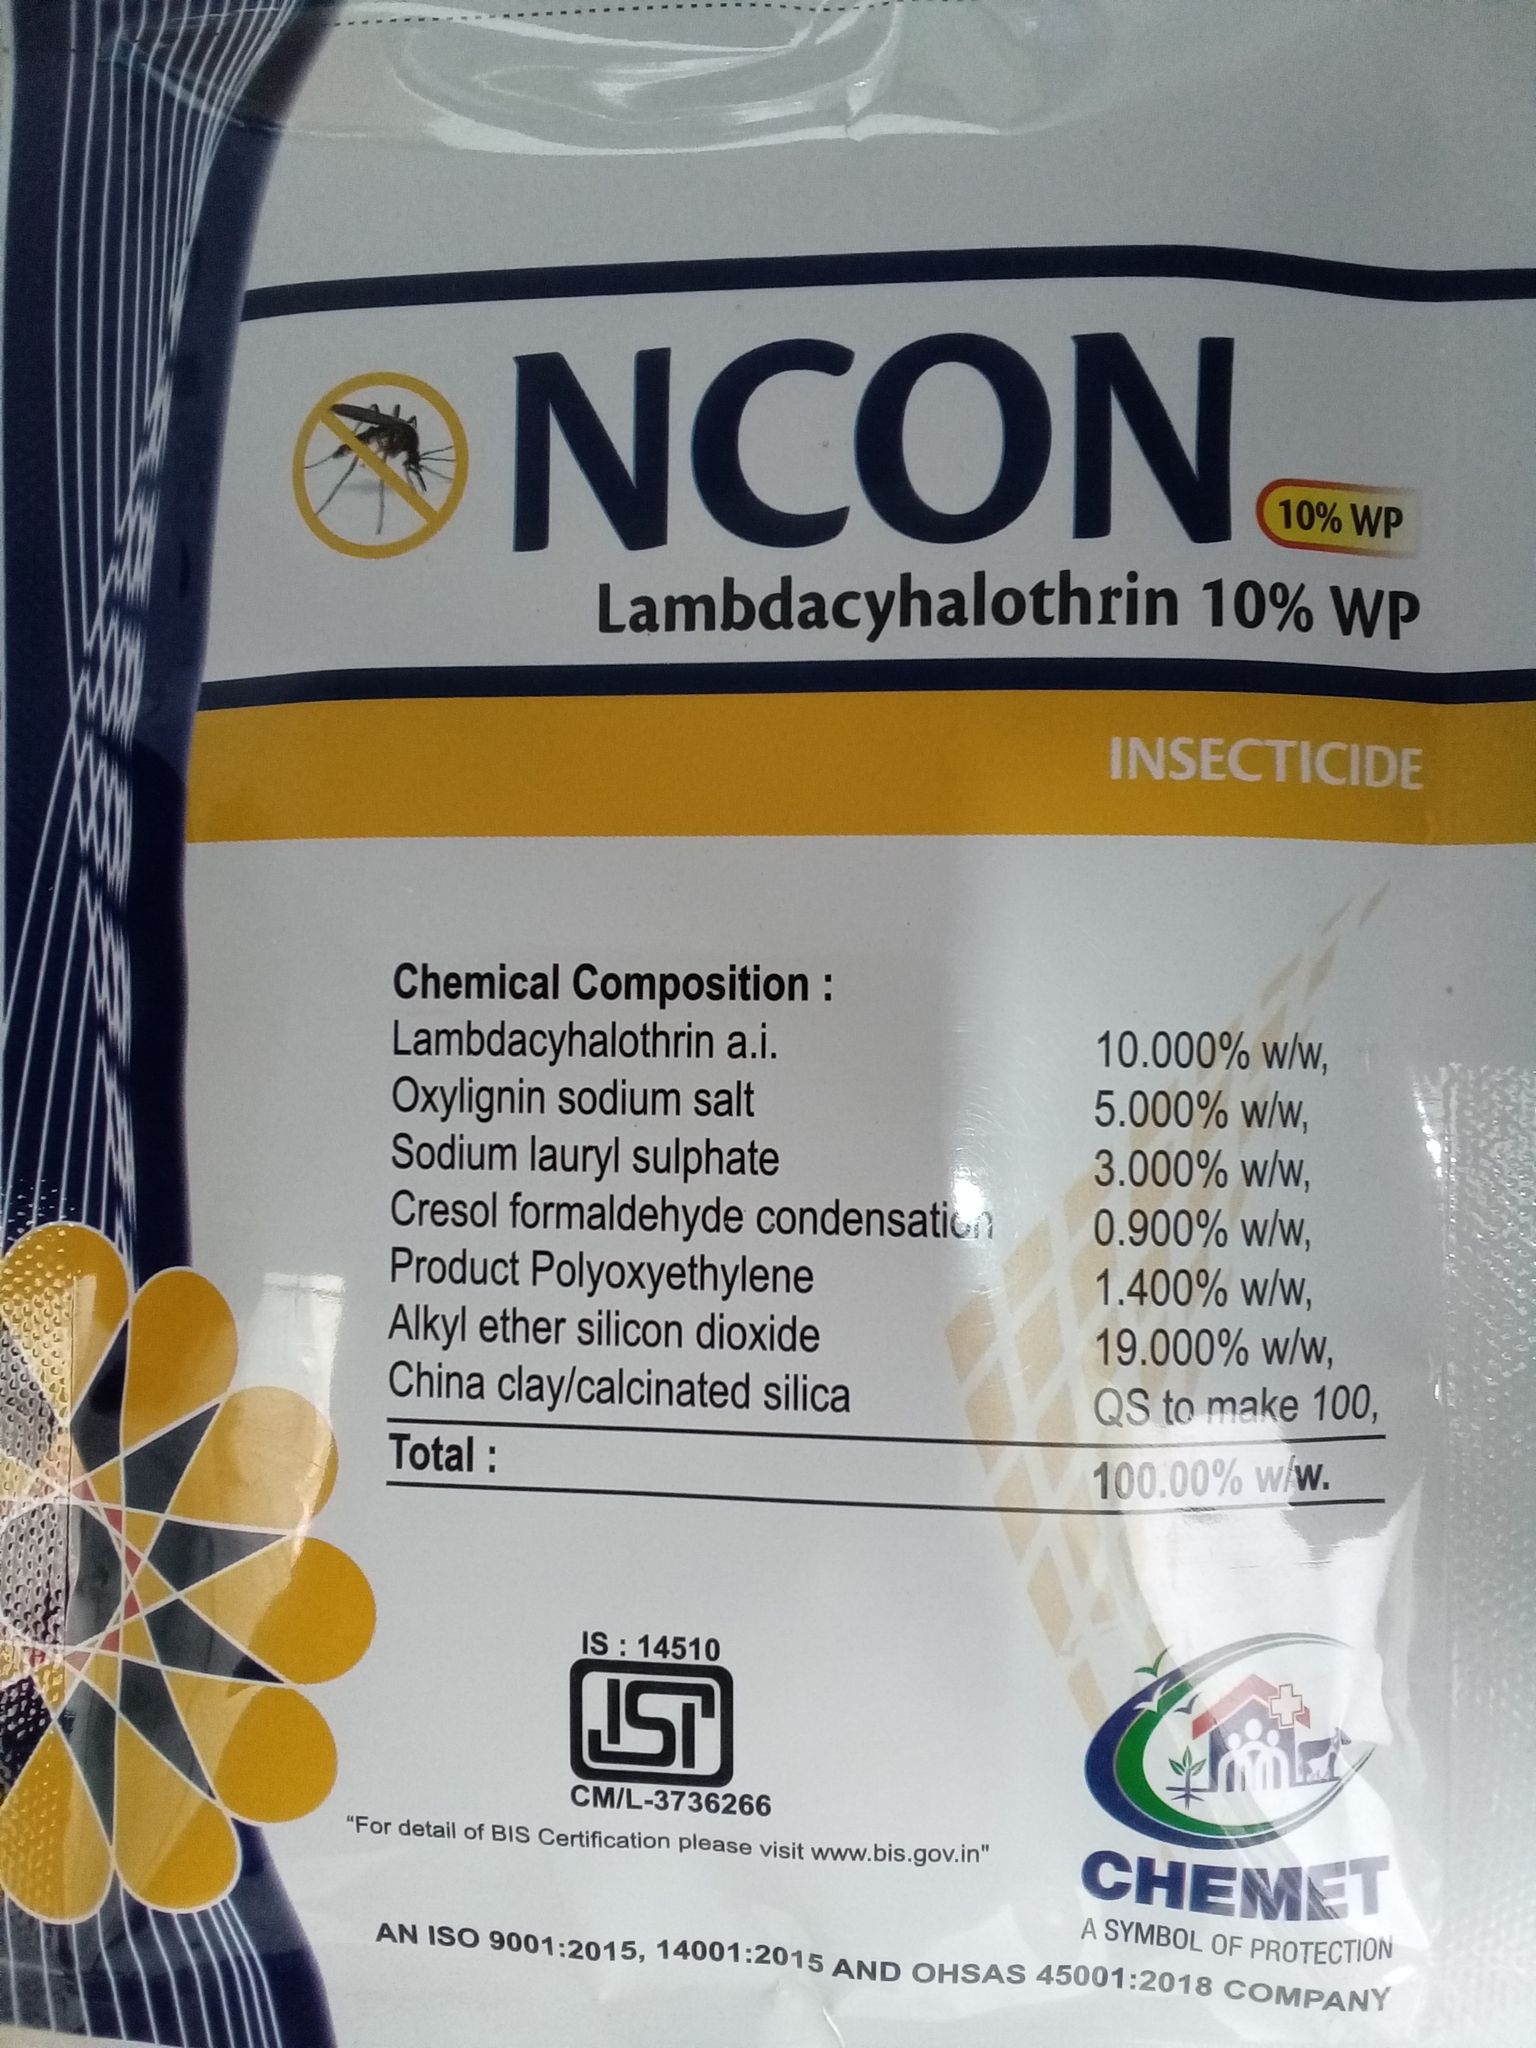 NCON
10% WP
Lambdacyhalothrin 10% WP
INSECTICIDE
Chemical Composition :
Lambdacyhalothrin a.i. 10.000% w/w,
Oxylignin sodium salt 5.000% w/w,
Sodium lauryl sulphate 3.000% w/w,
Cresol formaldehyde condensation 0.900% w/w,
Product Polyoxyethylene 1.400% w/w,
Alkyl ether silicon dioxide 19.000% w/w,
China clay/calcinated silica QS to make 100,
Total : 100.00% w/w.
IS : 14510
ISI
CM/L-3736266
“For detail of BIS Certification please visit www.bis.gov.in"
CHEMET
A SYMBOL OF PROTECTION
AN ISO 9001:2015, 14001:2015 AND OHSAS 45001:2018 COMPANY